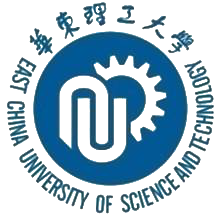 華東理工大學
EAST CHINA UNIVERSITY OF SCIENCE AND TECHNOLOGY